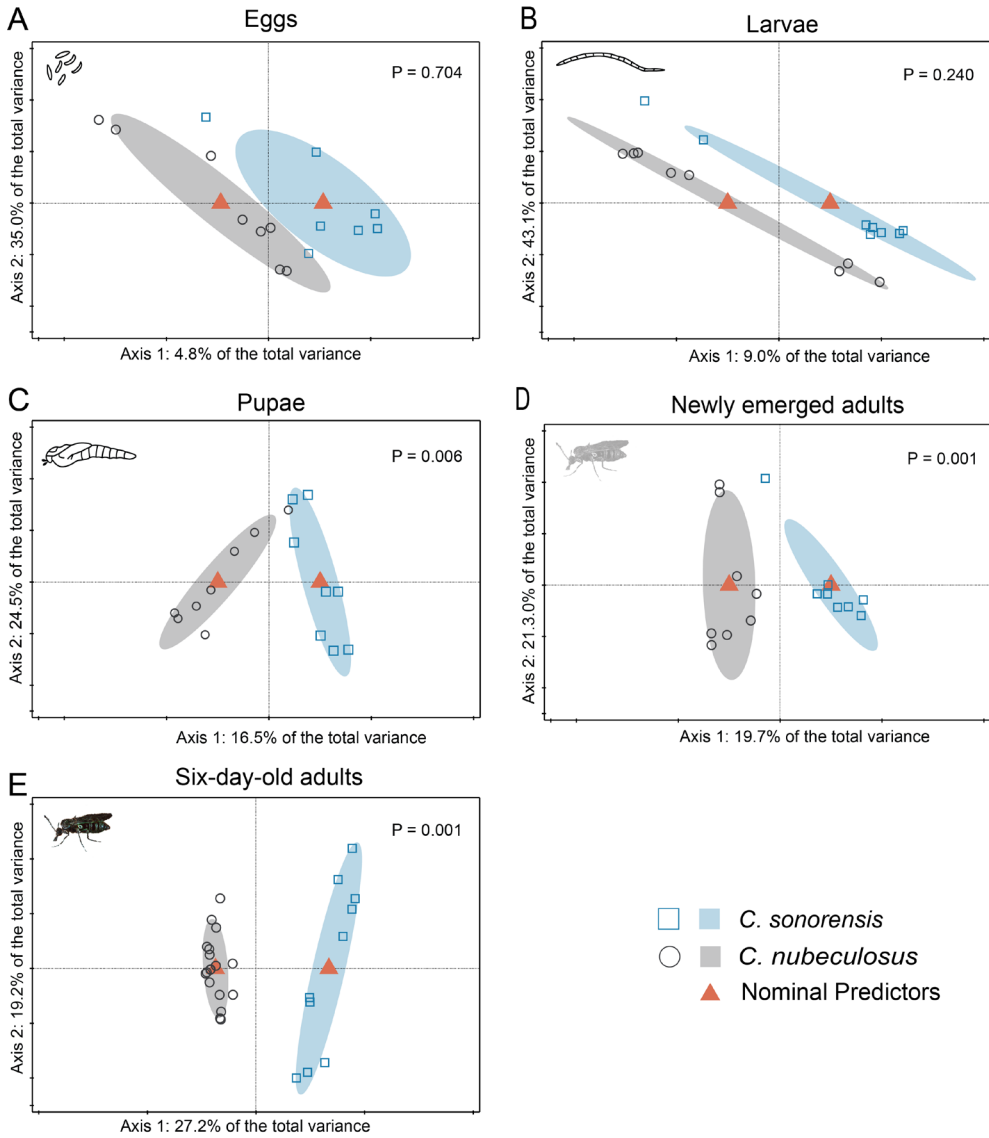 A
Eggs
P = 0.704
Axis 2: 35.0% of the total variance
Axis 1: 4.8% of the total variance
B
Larvae
P = 0.240
Axis 2: 43.1% of the total variance
Axis 1: 9.0% of the total variance
C
Pupae
P = 0.006
Axis 2: 24.5% of the total variance
Axis 1: 16.5% of the total variance
D
Newly emerged adults
P = 0.001
Axis 2: 21.3.0% of the total variance
Axis 1: 19.7% of the total variance
E
Six-day-old adults
P = 0.001
Axis 2: 19.2% of the total variance
Axis 1: 27.2% of the total variance
C. sonorensis
C. nubeculosus
Nominal Predictors